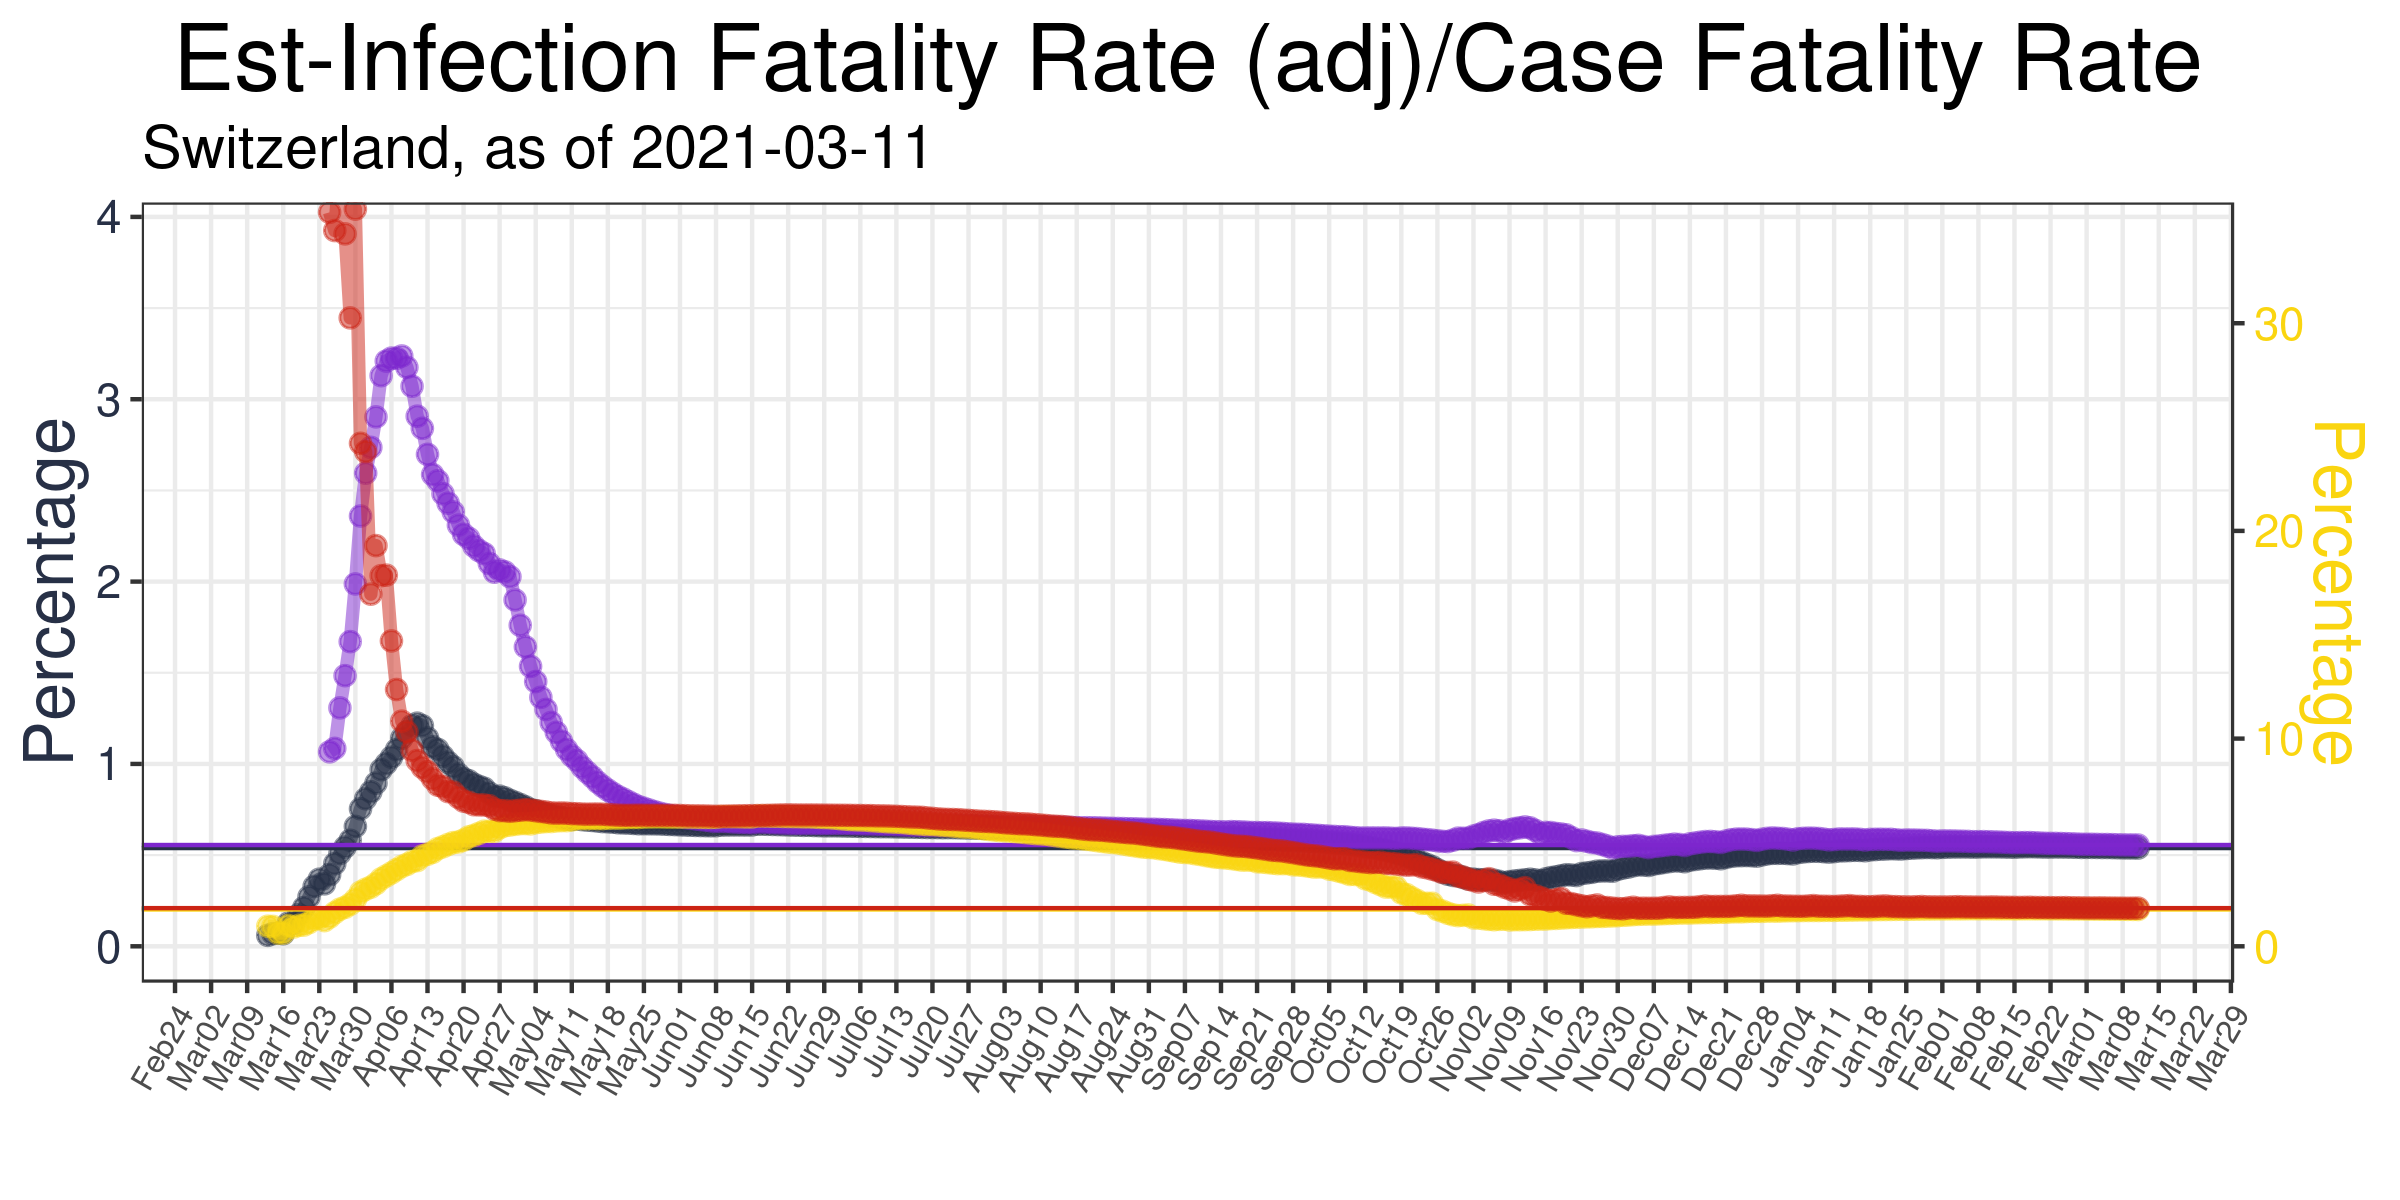 Est-Infection Fatality Rate (adj)/Case Fatality Rate
Switzerland, as of 2021-03-11
Percentage
4
3
2
1
0
30
20
10
0
Percentage
Feb24
Mar02
Mar09
Mar16
Mar23
Mar30
Apr06
Apr13
Apr20
Apr27
May04
May11
May18
May25
Jun01
Jun08
Jun15
Jun22
Jun29
Jul06
Jul13
Jul20
Jul27
Aug03
Aug10
Aug17
Aug24
Aug31
Sep07
Sep14
Sep21
Sep28
Oct05
Oct12
Oct19
Oct26
Nov02
Nov09
Nov16
Nov23
Nov30
Dec07
Dec14
Dec21
Dec28
Dec04
Jan11
Jan18
Jan25
Feb01
Feb08
Feb15
Feb22
Mar01
Mar08
Mar15
Mar22
Mar29